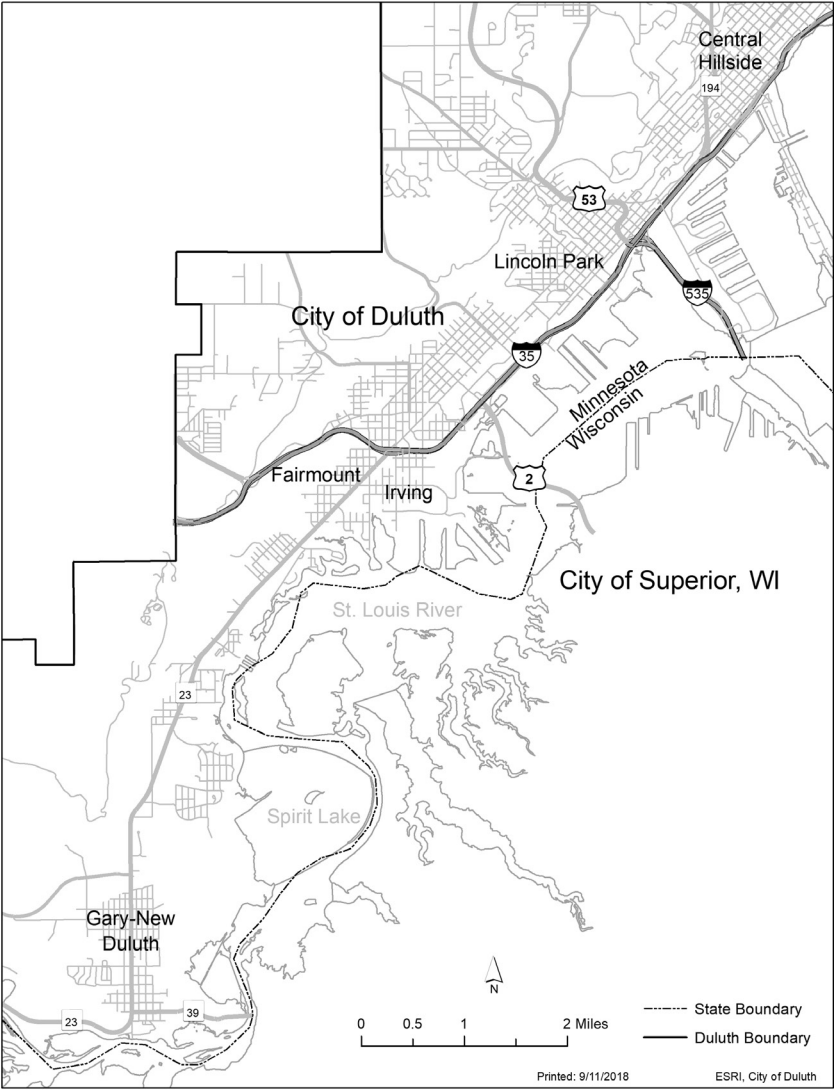 Central
Hillside
194
53
Lincoln Park
535
City of Duluth
35
Minnesota
Wisconsin
Fairmount
2
Irving
City of Superior, WI
St. Louis River
23
Spirit Lake
Gary-New
Duluth
N
23
39
0 0.5 1 2 Miles
State Boundary
Duluth Boundary
Printed: 9/11/2018
ESRI, City of Duluth